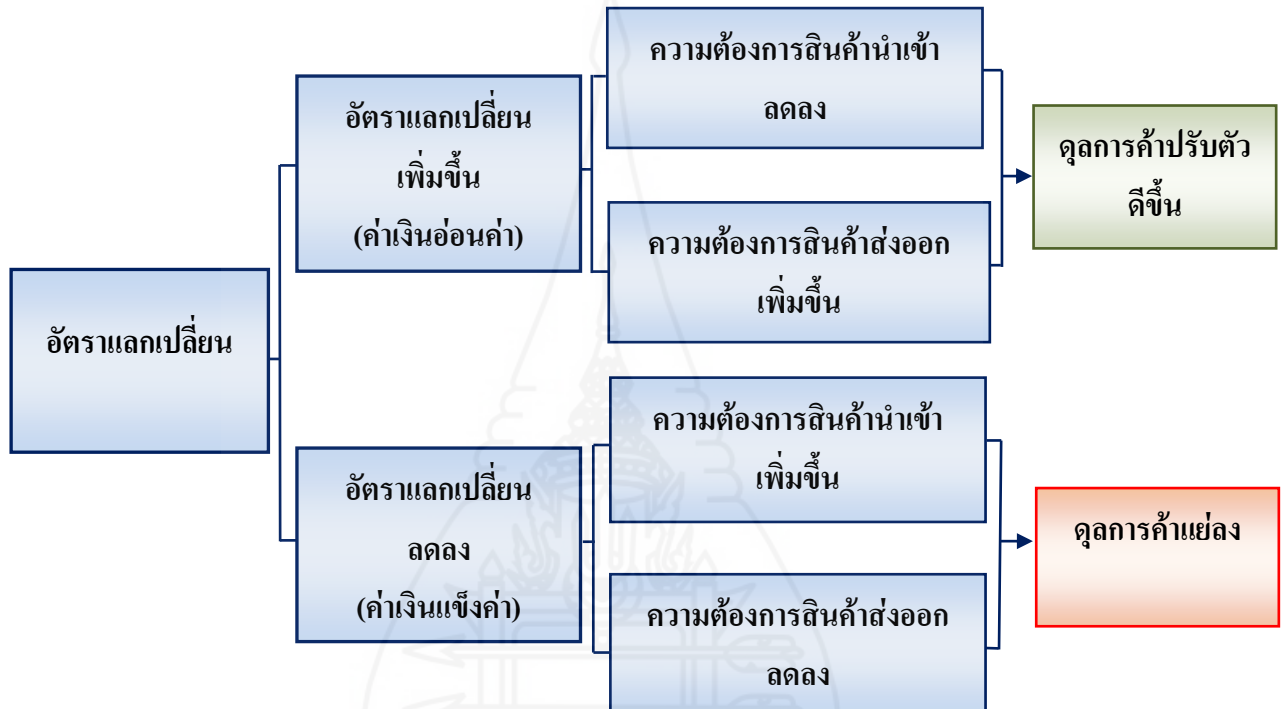 อัตราแลกเปลี่ยน
อัตราแลกเปลี่ยน
เพิ่มขึ้น
(ค่าเงินอ่อนค่า)
ความต้องการสินค้านำเข้า
ลดลง
ความต้องการสินค้าส่งออก
เพิ่มขึ้น
ดุลการค้าปรับตัว
ดีขึ้น
อัตราแลกเปลี่ยน
ลดลง
(ค่าเงินแข็งค่า)
ความต้องการสินค้านำเข้า
เพิ่มขึ้น
ความต้องการสินค้าส่งออก
ลดลง
ดุลการค้าแย่ลง